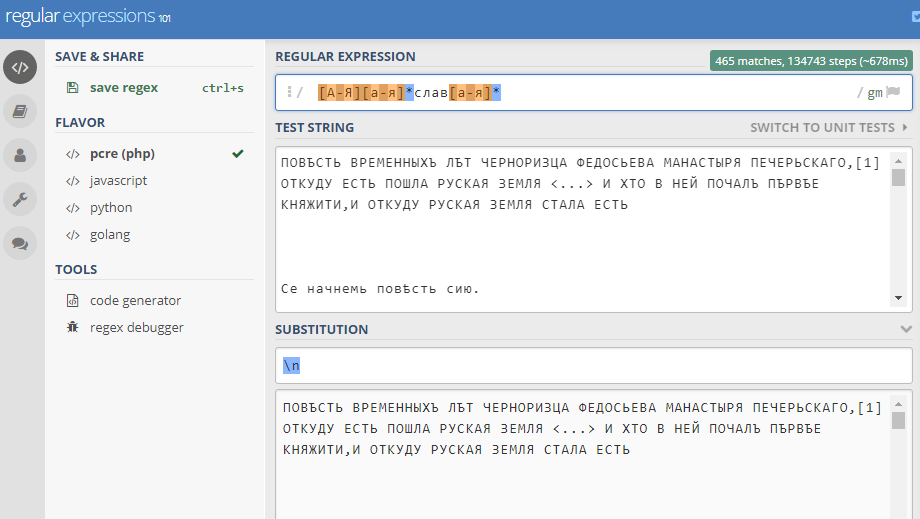 regular expressions 101
SAVE & SHARE
save regex ctrl+s
FLAVOR
pcre (php)
javascript
python
golang
TOOLS
code generator
regex debugger
REGULAR EXPRESSION
465 matches, 134743 steps (~678ms)
/ [А-Я][а-я]*слав[а-я]* / gm
TEST STRING
SWITCH TO UNIT TESTS
ПОВѢСТЬ ВРЕМЕННЫХЪ ЛѢТ ЧЕРНОРИЗЦА ФЕДОСЬЕВА МАНАСТЫРЯ ПЕЧЕРЬСКАГО,[1]
ОТКУДУ ЕСТЬ ПОШЛА РУСКАЯ ЗЕМЛЯ <...> И ХТО В НЕЙ ПОЧАЛЪ ПѢРВѢЕ
КНЯЖИТИ,И ОТКУДУ РУСКАЯ ЗЕМЛЯ СТАЛА ЕСТЬ
Се начнемь повѣсть сию.
SUBSTITUTION
\n
ПОВѢСТЬ ВРЕМЕННЫХЪ ЛѢТ ЧЕРНОРИЗЦА ФЕДОСЬЕВА МАНАСТЫРЯ ПЕЧЕРЬСКАГО,[1]
ОТКУДУ ЕСТЬ ПОШЛА РУСКАЯ ЗЕМЛЯ <...> И ХТО В НЕЙ ПОЧАЛЪ ПѢРВѢЕ
КНЯЖИТИ,И ОТКУДУ РУСКАЯ ЗЕМЛЯ СТАЛА ЕСТЬ